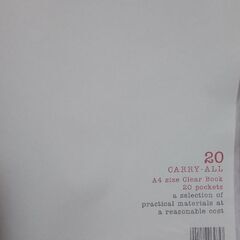 20
CARRY-ALL
A4 size Clear Book
20 pockets
a selection of
practical materials at
a reasonable cost